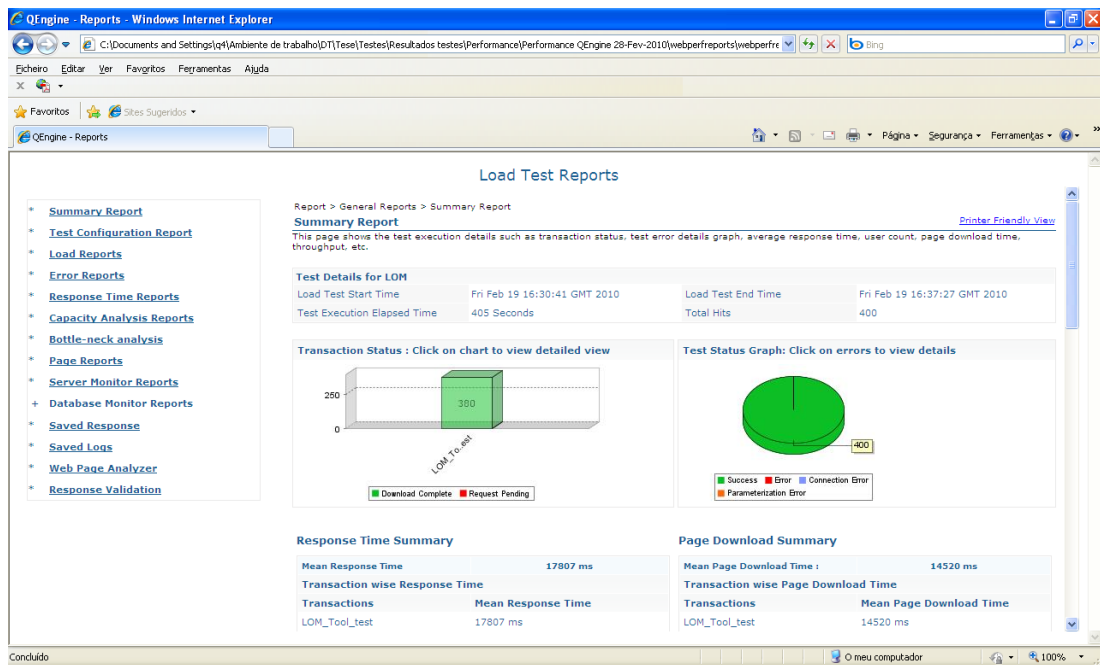 QEngine - Reports - Windows Internet Explorer
C:\Documents and Settings\q4\Ambiente de trabalho\DT\Tese\Testes\Resultados testes\Performance\Performance QEngine 28-Fev-2010\webperfreports\webperfre
Bing
Ficheiro Editar Ver Favoritos Ferramentas Ajuda
x
Favoritos Sites Sugeridos
QEngine - Reports
Página Segurança Ferramentas »
Load Test Reports
* Summary Report
* Test Configuration Report
* Load Reports
* Error Reports
* Response Time Reports
* Capacity Analysis Reports
* Bottle-neck analysis
* Page Reports
* Server Monitor Reports
+ Database Monitor Reports
* Saved Response
* Saved Logs
* Web Page Analyzer
* Response Validation
Report > General Reports > Summary Report
Summary Report Printer Friendly View
This page shows the test execution details such as transaction status, test error details graph, average response time, user count, page download time,
throughput, etc.
Test Details for LOM
Load Test Start Time Fri Feb 19 16:30:41 GMT 2010 Load Test End Time Fri Feb 19 16:37:27 GMT 2010
Test Execution Elapsed Time 405 Seconds Total Hits 400
Transaction Status : Click on chart to view detailed view
250
380
0
LOM_To..est
Download Complete Request Pending
Test Status Graph: Click on errors to view details
400
Success Error Connection Error
Parameterization Error
Response Time Summary
Mean Response Time 17807 ms
Transaction wise Response Time
Transactions Mean Response Time
LOM_Tool_test 17807 ms
Page Download Summary
Mean Page Download Time : 14520 ms
Transaction wise Page Download Time
Transactions Mean Page Download Time
LOM_Tool_test 14520 ms
Concluído O meu computador 100%